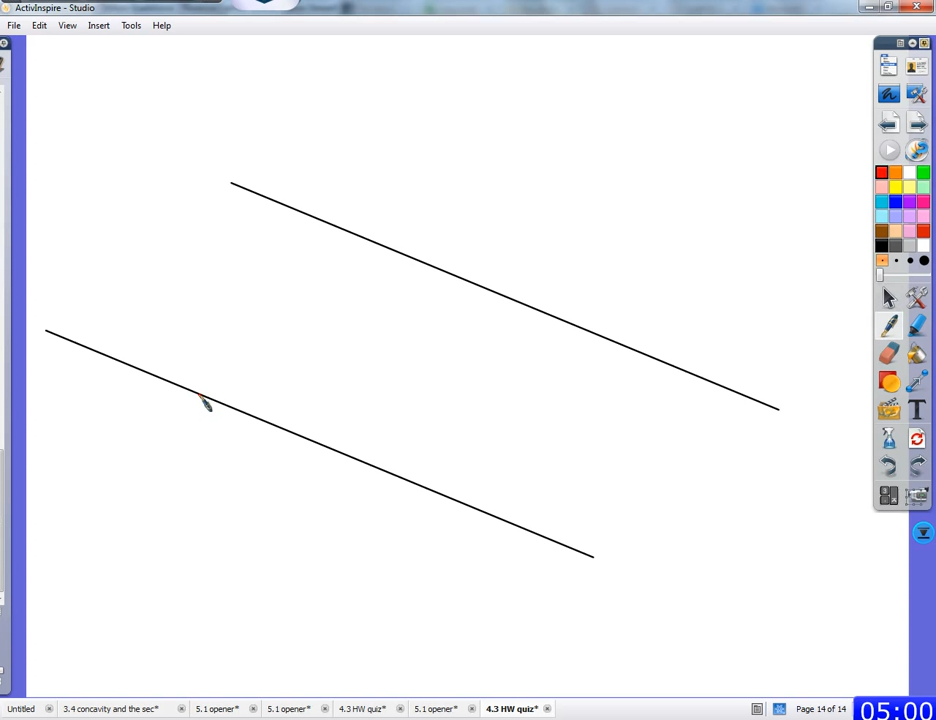 ActivInspire - Studio
File Edit View Insert Tools Help
T
Untitled 3.4 concavity and the sec* 5.1 opener* 5.1 opener* 4.3 HW quiz* 5.1 opener* 4.3 HW quiz* Page 14 of 14
05:00